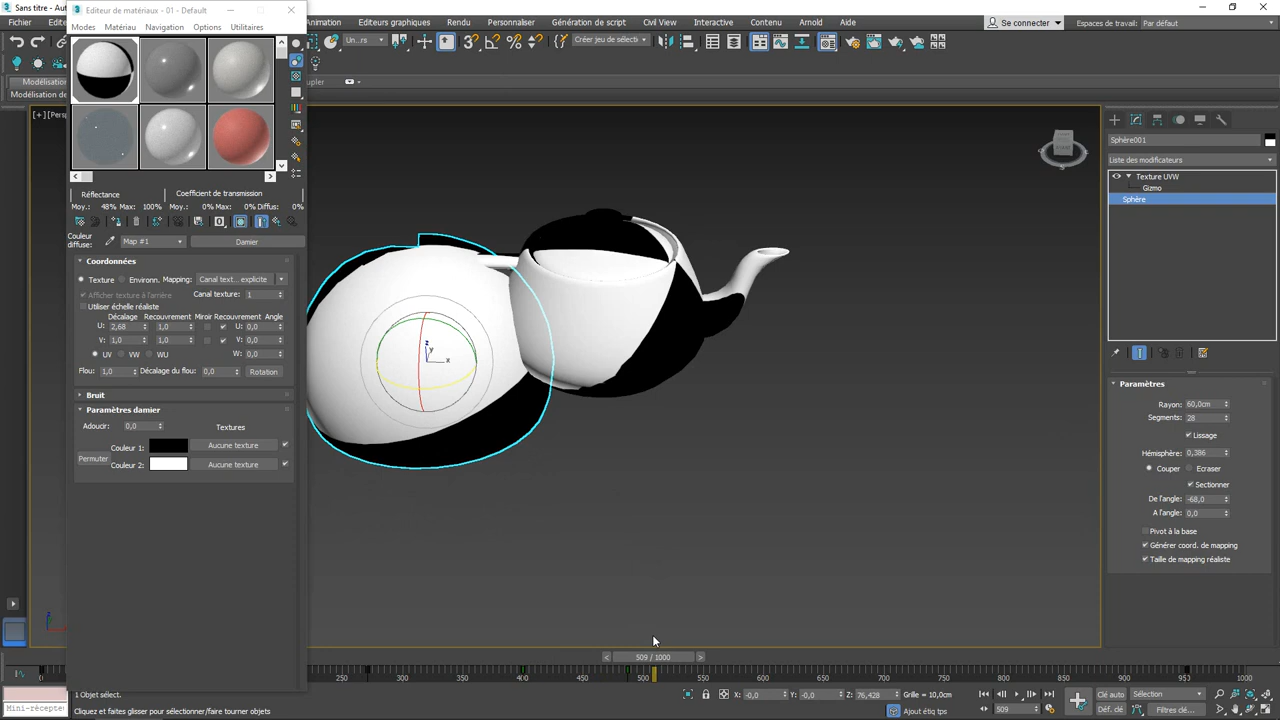 Sans titre - Aut
Editeur de matériaux - 01 - Default
Modes Matériau Navigation Options Utilitaires
Fichier Editi
Animation Editeurs graphiques Rendu Personnaliser Génération de script Civil View Interactive Contenu Arnold Aide
Se connecter Espaces de travail : Par défaut
Un...rs Créer jeu de sélecti
Modélisation
Modélisation de
upler
[+] [Persp
Réflectance Coefficient de transmission
Moy.: 48% Max: 100% Moy.: 0% Max: 0% Diffus: 0%
Couleur diffuse: Map #1 Damier
Coordonnées
Texture Environ. Mapping: Canal text... explicite
Afficher texture à l'arrière Canal texture: 1
Utiliser échelle réaliste
Décalage Recouvrement Miroir Recouvrement Angle
U: 2,68 1,0 U: 0,0
V: 1,0 1,0 V: 0,0
UV VW WU W: 0,0
Flou: 1,0 Décalage du flou: 0,0 Rotation
Bruit
Paramètres damier
Adoucir: 0,0 Textures
Couleur 1: Aucune texture
Permuter
Couleur 2: Aucune texture
z
y
x
Sphère001
Liste des modificateurs
Texture UVW
Gizmo
Sphère
Paramètres
Rayon: 60,0cm
Segments: 28
Lissage
Hémisphère: 0,386
Couper Ecraser
Sectionner
De l'angle: -68,0
A l'angle: 0,0
Pivot à la base
Générer coord. de mapping
Taille de mapping réaliste
< 509 / 1000 >
250 300 350 400 450 500 550 600 650 700 750 800 850 900 950 1000
1 Objet sélect.
Mini-récepteur
Cliquez et faites glisser pour sélectionner/faire tourner objets
X: -0,0 Y: -0,0 Z: 76,428 Grille = 10,0cm
Ajout étiq tps
509
Clé auto Sélection
Déf. clé Filtres clé...